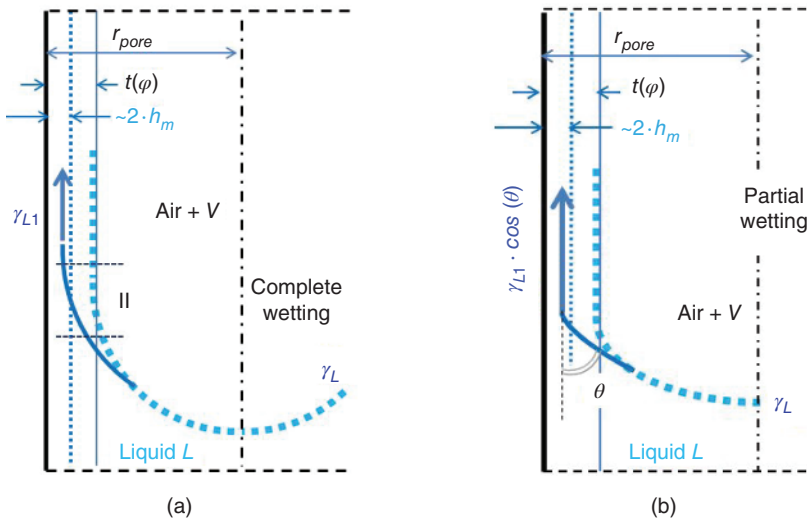 r_pore
t(φ)
~2·h_m
γ_L1
Air + V
II
Complete
wetting
γ_L
Liquid L
(a)
r_pore
t(φ)
~2·h_m
γ_L1 · cos (θ)
Partial
wetting
Air + V
θ
γ_L
Liquid L
(b)